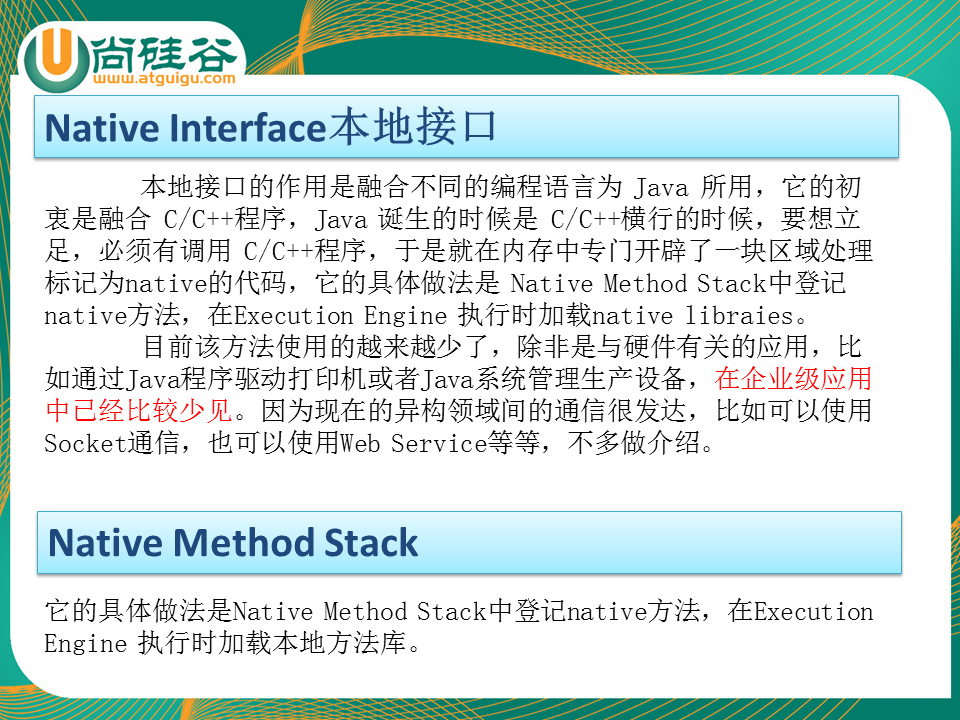 尚硅谷
www.atguigu.com
Native Interface本地接口
本地接口的作用是融合不同的编程语言为 Java 所用，它的初
衷是融合 C/C++程序，Java 诞生的时候是 C/C++横行的时候，要想立
足，必须有调用 C/C++程序，于是就在内存中专门开辟了一块区域处理
标记为native的代码，它的具体做法是 Native Method Stack中登记
native方法，在Execution Engine 执行时加载native libraies。
目前该方法使用的越来越少了，除非是与硬件有关的应用，比
如通过Java程序驱动打印机或者Java系统管理生产设备，在企业级应用
中已经比较少见。因为现在的异构领域间的通信很发达，比如可以使用
Socket通信，也可以使用Web Service等等，不多做介绍。
Native Method Stack
它的具体做法是Native Method Stack中登记native方法，在Execution
Engine 执行时加载本地方法库。